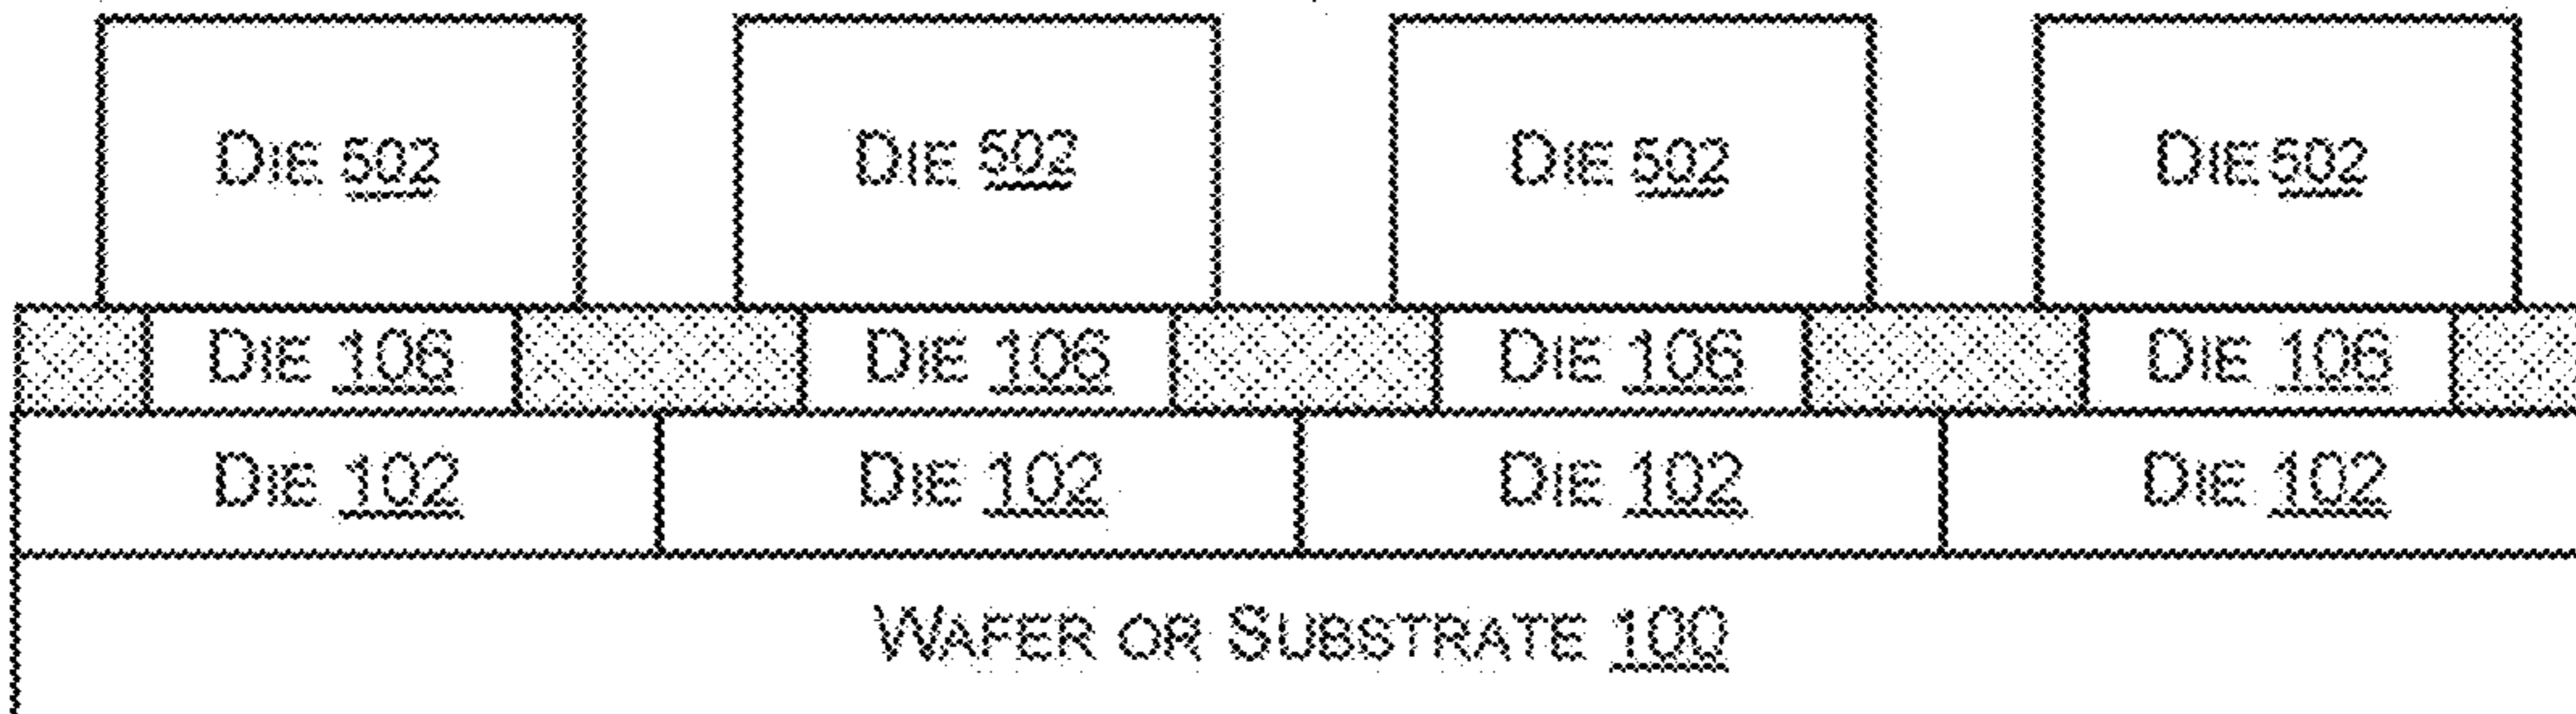 DIE 502 DIE 502 DIE 502 DIE 502
DIE 106 DIE 106 DIE 106 DIE 106
DIE 102 DIE 102 DIE 102 DIE 102
WAFER OR SUBSTRATE 100